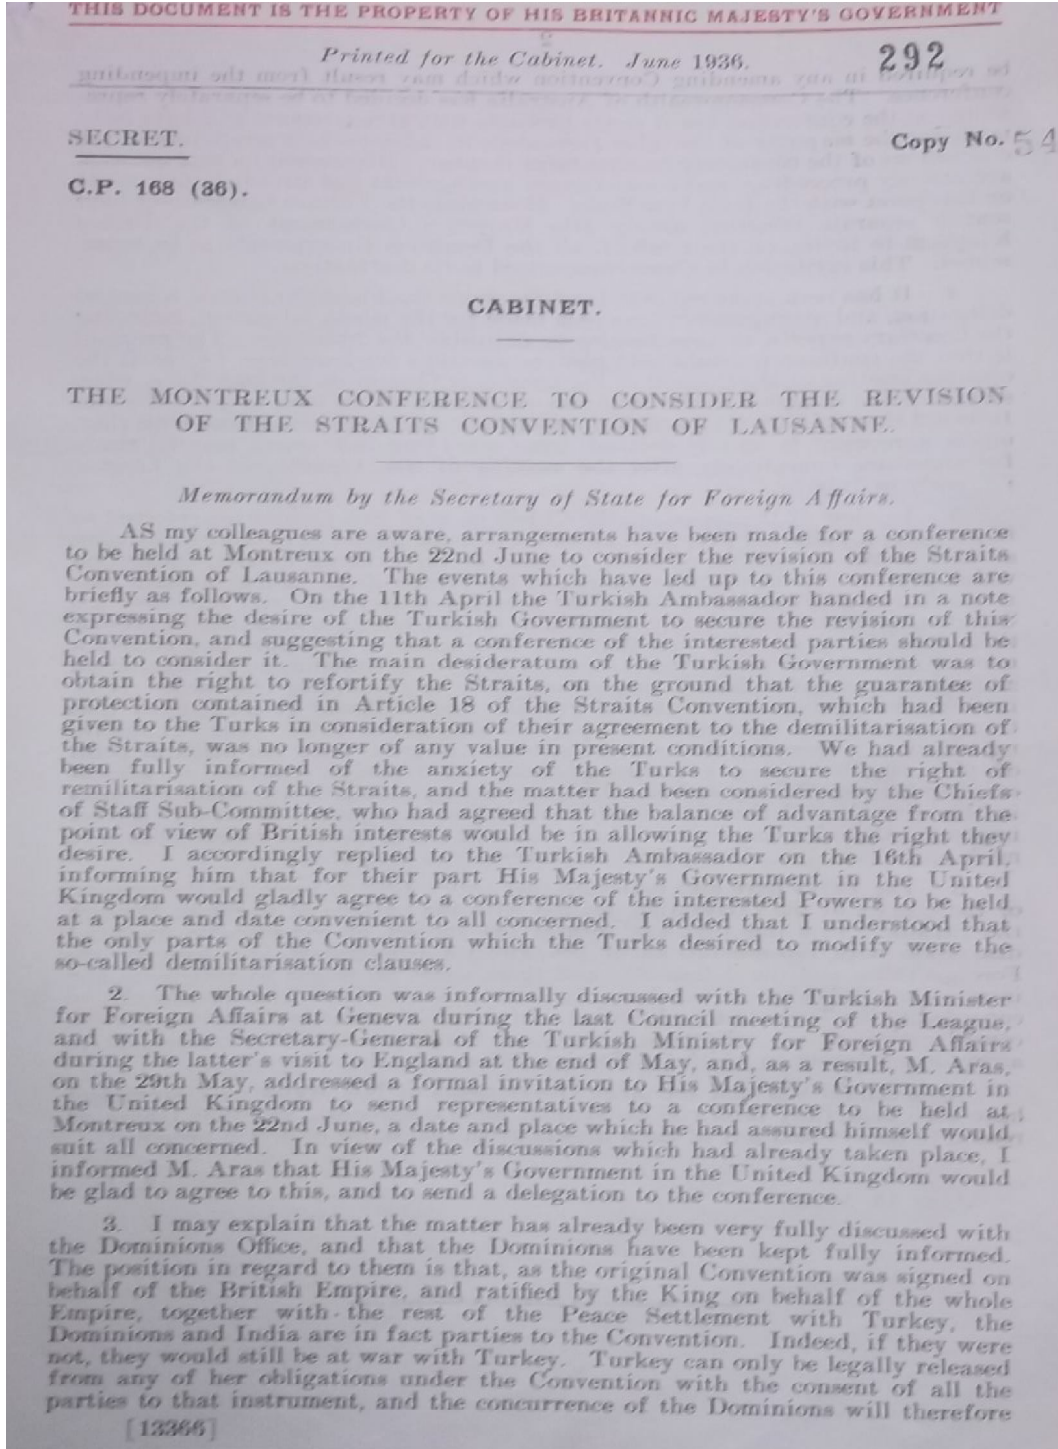 THIS DOCUMENT IS THE PROPERTY OF HIS BRITANNIC MAJESTY'S GOVERNMENT
Printed for the Cabinet. June 1936.
292
SECRET.
Copy No. 54
C.P. 168 (36).
CABINET.
THE MONTREUX CONFERENCE TO CONSIDER THE REVISION
OF THE STRAITS CONVENTION OF LAUSANNE.
Memorandum by the Secretary of State for Foreign Affairs.
AS my colleagues are aware, arrangements have been made for a conference
to be held at Montreux on the 22nd June to consider the revision of the Straits
Convention of Lausanne. The events which have led up to this conference are
briefly as follows. On the 11th April the Turkish Ambassador handed in a note
expressing the desire of the Turkish Government to secure the revision of this
Convention, and suggesting that a conference of the interested parties should be
held to consider it. The main desideratum of the Turkish Government was to
obtain the right to refortify the Straits, on the ground that the guarantee of
protection contained in Article 18 of the Straits Convention, which had been
given to the Turks in consideration of their agreement to the demilitarisation of
the Straits, was no longer of any value in present conditions. We had already
been fully informed of the anxiety of the Turks to secure the right of
remilitarisation of the Straits, and the matter had been considered by the Chiefs
of Staff Sub-Committee, who had agreed that the balance of advantage from the
point of view of British interests would be in allowing the Turks the right they
desire. I accordingly replied to the Turkish Ambassador on the 16th April,
informing him that for their part His Majesty's Government in the United
Kingdom would gladly agree to a conference of the interested Powers to be held
at a place and date convenient to all concerned. I added that I understood that
the only parts of the Convention which the Turks desired to modify were the
so-called demilitarisation clauses.
2. The whole question was informally discussed with the Turkish Minister
for Foreign Affairs at Geneva during the last Council meeting of the League,
and with the Secretary-General of the Turkish Ministry for Foreign Affairs
during the latter's visit to England at the end of May, and, as a result, M. Aras,
on the 29th May, addressed a formal invitation to His Majesty's Government in
the United Kingdom to send representatives to a conference to be held at
Montreux on the 22nd June, a date and place which he had assured himself would
suit all concerned. In view of the discussions which had already taken place, I
informed M. Aras that His Majesty's Government in the United Kingdom would
be glad to agree to this, and to send a delegation to the conference.
3. I may explain that the matter has already been very fully discussed with
the Dominions Office, and that the Dominions have been kept fully informed.
The position in regard to them is that, as the original Convention was signed on
behalf of the British Empire, and ratified by the King on behalf of the whole
Empire, together with the rest of the Peace Settlement with Turkey, the
Dominions and India are in fact parties to the Convention. Indeed, if they were
not, they would still be at war with Turkey. Turkey can only be legally released
from any of her obligations under the Convention with the consent of all the
parties to that instrument, and the concurrence of the Dominions will therefore
[13366]